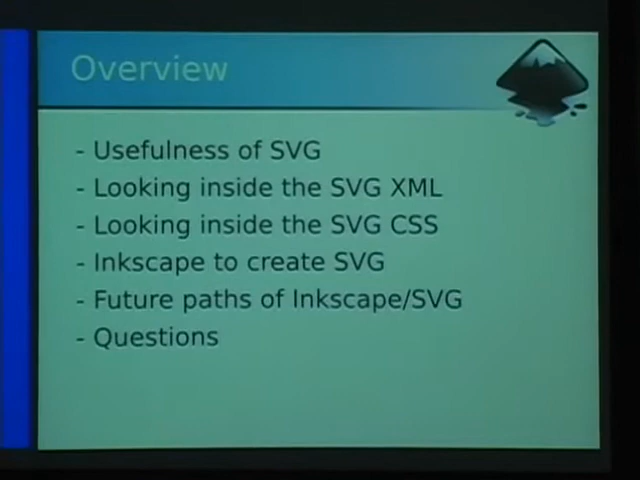 Overview
- Usefulness of SVG
- Looking inside the SVG XML
- Looking inside the SVG CSS
- Inkscape to create SVG
- Future paths of Inkscape/SVG
- Questions